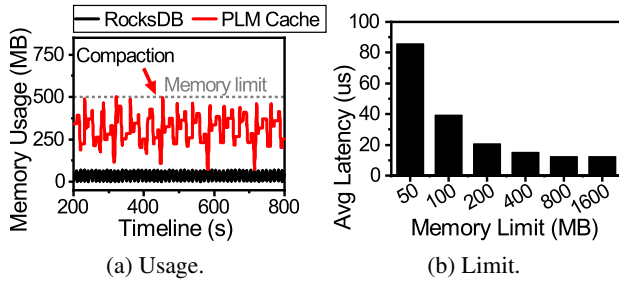 RocksDB PLM Cache
Memory Usage (MB)
750
500
250
0
Compaction
Memory limit
200 400 600 800
Timeline (s)
(a) Usage.
Avg Latency (us)
100
80
60
40
20
0
50 100 200 400 800 1600
Memory Limit (MB)
(b) Limit.